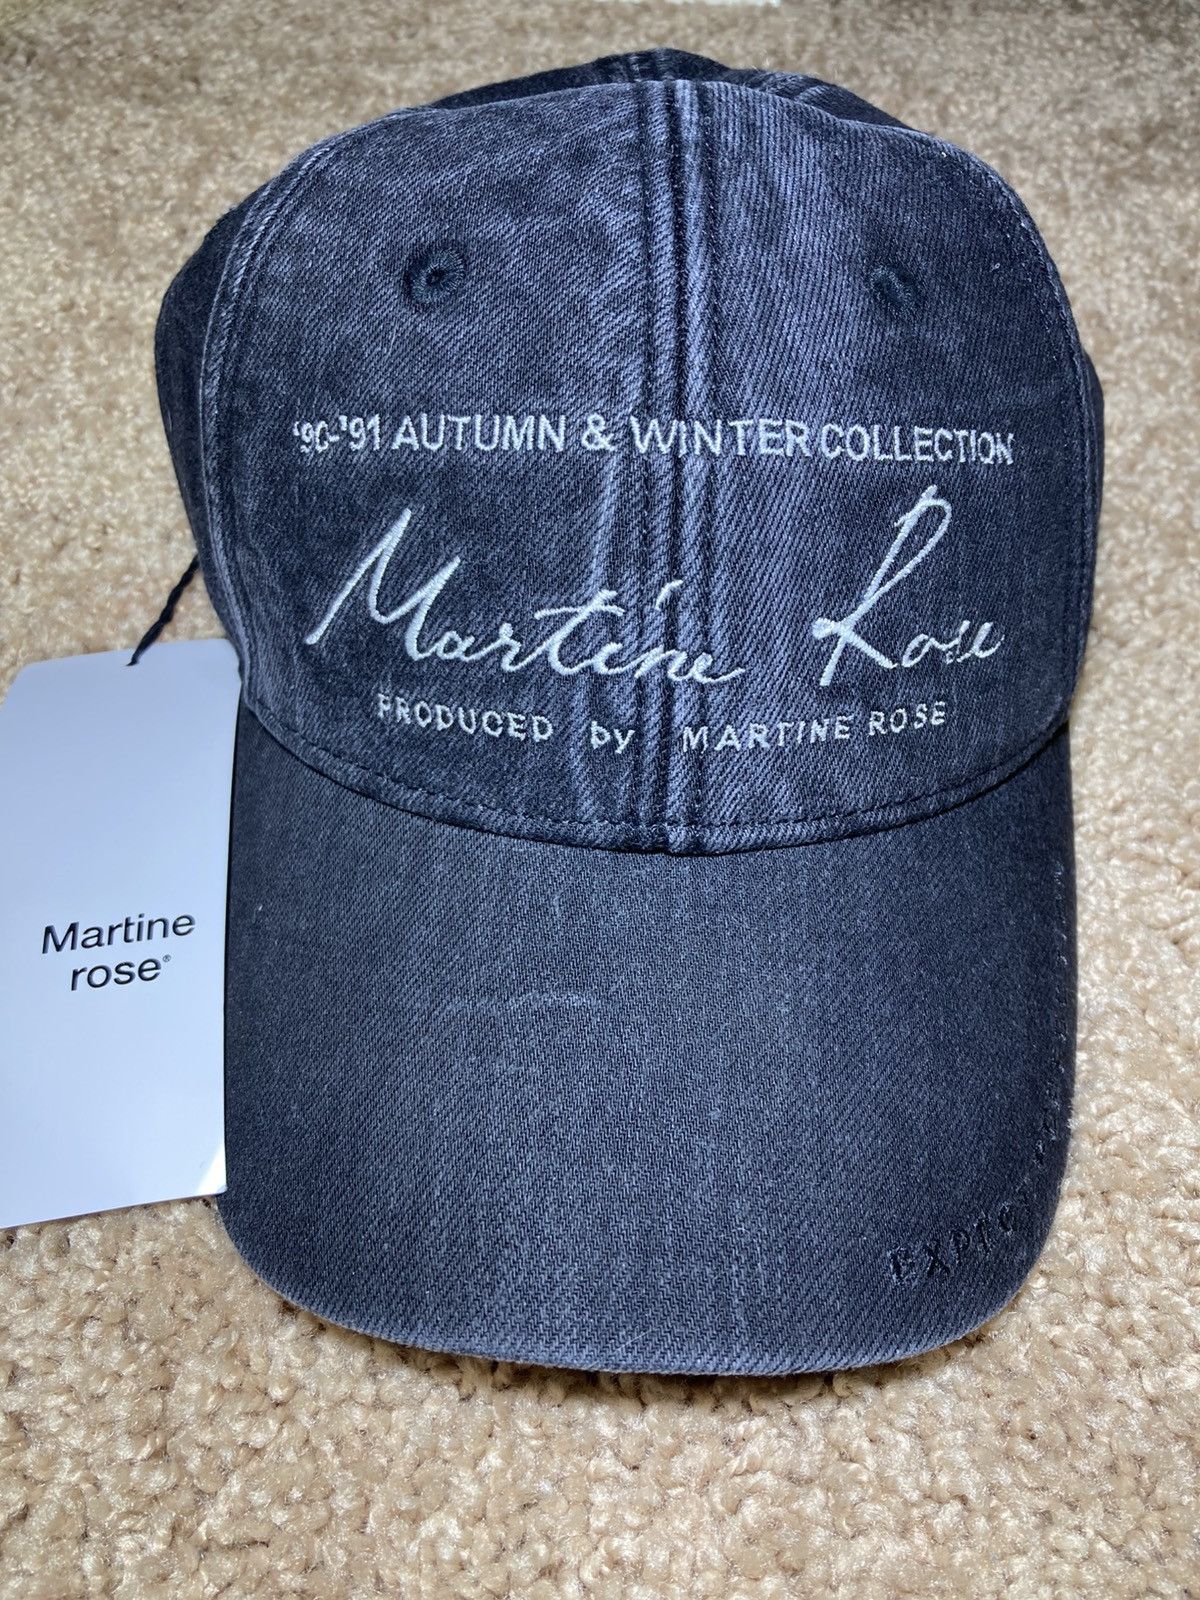 '90-'91 AUTUMN & WINTER COLLECTION
Martine Rose
PRODUCED by MARTINE ROSE
Martine
rose®